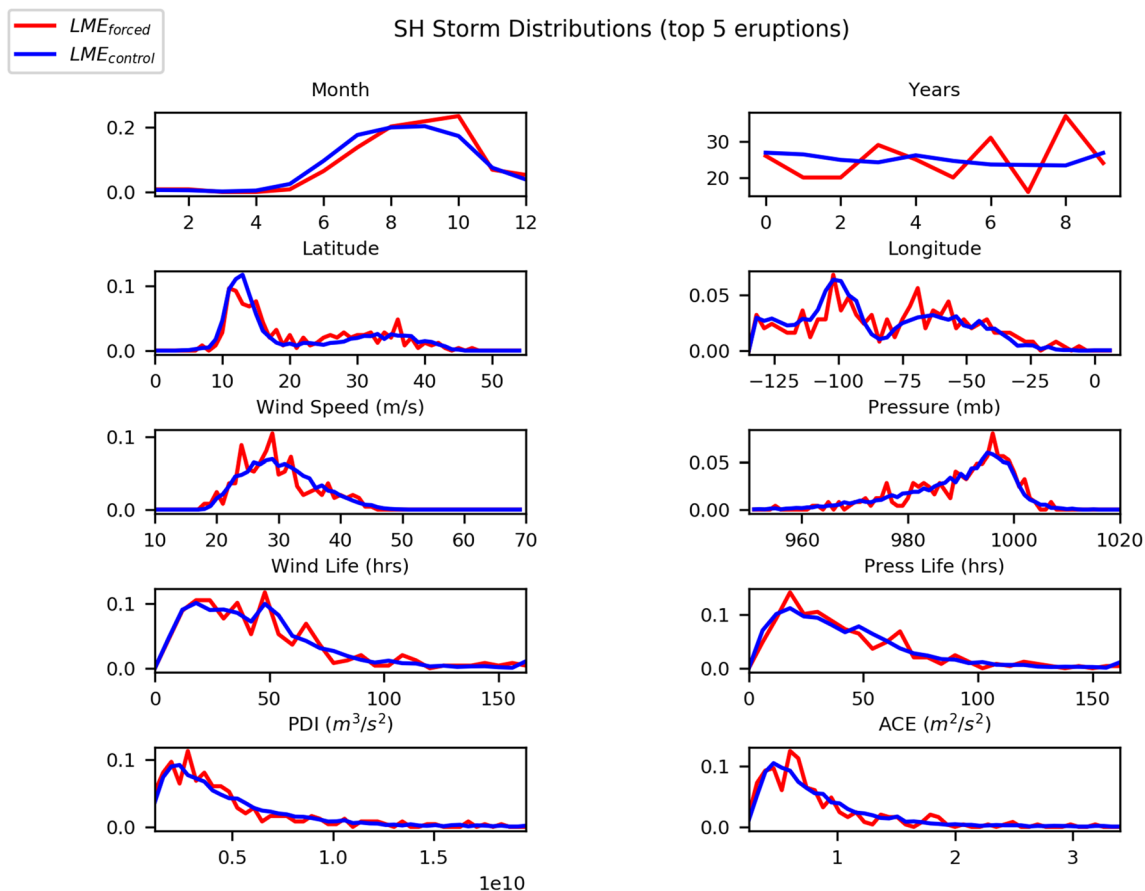 LME_forced
LME_control
SH Storm Distributions (top 5 eruptions)
Month
Years
0.2
0.0
2 4 6 8 10 12
30
20
0 2 4 6 8
Latitude
Longitude
0.1
0.0
0 10 20 30 40 50
0.05
0.00
−125 −100 −75 −50 −25 0
Wind Speed (m/s)
Pressure (mb)
0.1
0.0
10 20 30 40 50 60 70
0.05
0.00
960 980 1000 1020
Wind Life (hrs)
Press Life (hrs)
0.1
0.0
0 50 100 150
0.1
0.0
0 50 100 150
PDI (m³/s²)
ACE (m²/s²)
0.1
0.0
0.5 1.0 1.5
1e10
0.1
0.0
1 2 3